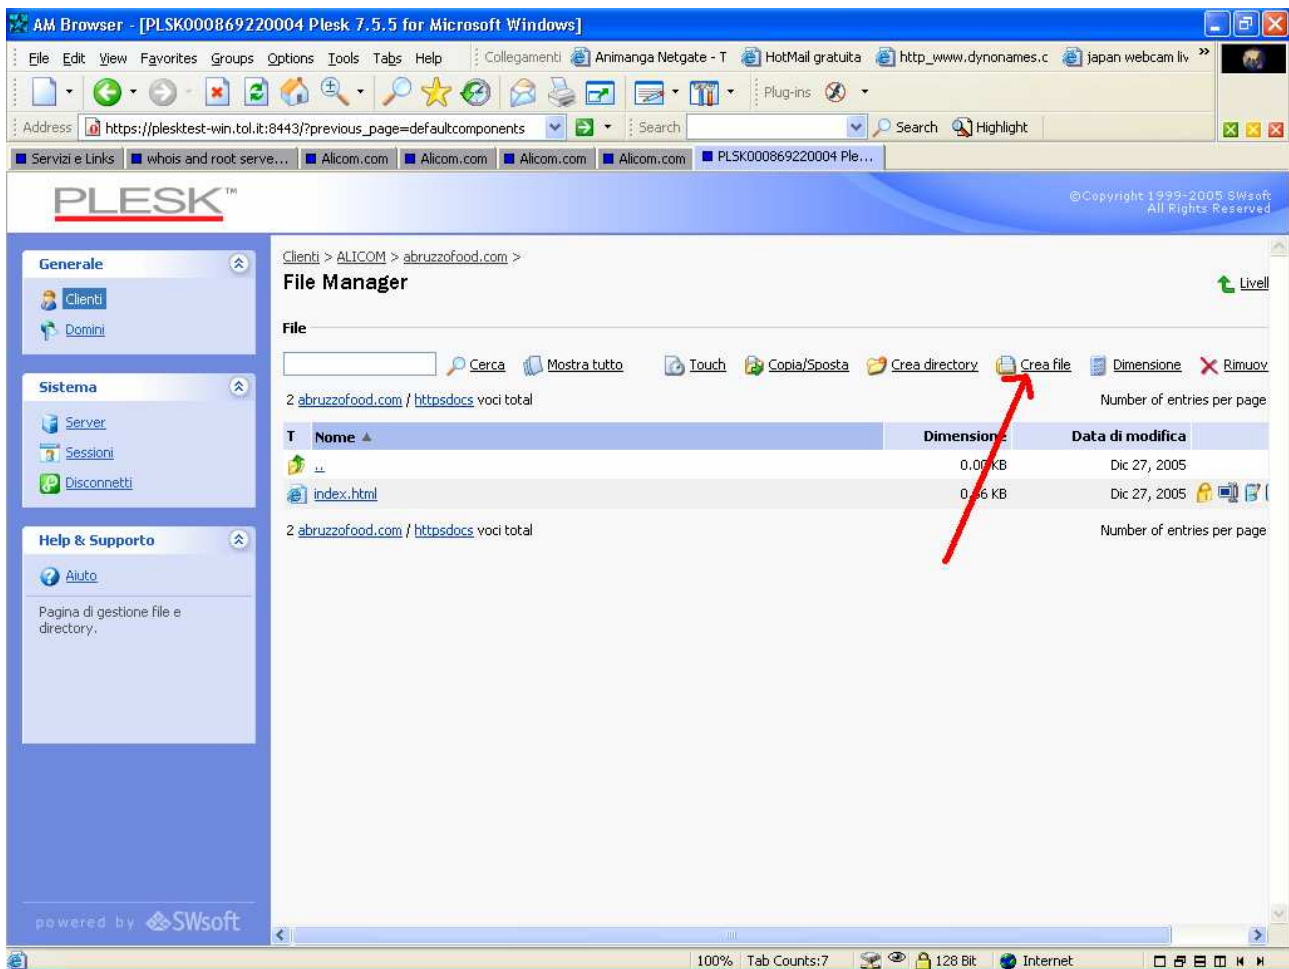 AM Browser - [PLSK000869220004 Plesk 7.5.5 for Microsoft Windows]
File Edit View Favorites Groups Options Tools Tabs Help Collegamenti Animanga Netgate - T HotMail gratuita http_www.dynonames.c japan webcam liv »
Plug-ins
Address https://plesktest-win.tol.it:8443/?previous_page=defaultcomponents Search Search Highlight
Servizi e Links whois and root serve... Alicom.com Alicom.com Alicom.com Alicom.com PLSK000869220004 Ple...
PLESK™
©Copyright 1999-2005 SWsoft
All Rights Reserved
Generale
Clienti
Domini
Sistema
Server
Sessioni
Disconnetti
Help & Supporto
Aiuto
Pagina di gestione file e
directory.
powered by SWsoft
Clienti > ALICOM > abruzzofood.com >
File Manager
Livell
File
Cerca Mostra tutto Touch Copia/Sposta Crea directory Crea file Dimensione Rimuov
2 abruzzofood.com / httpsdocs voci total Number of entries per page
T Nome Dimensione Data di modifica
.. 0.00 KB Dic 27, 2005
index.html KB Dic 27, 2005
2 abruzzofood.com / httpsdocs voci total Number of entries per page
100% Tab Counts:7 128 Bit Internet